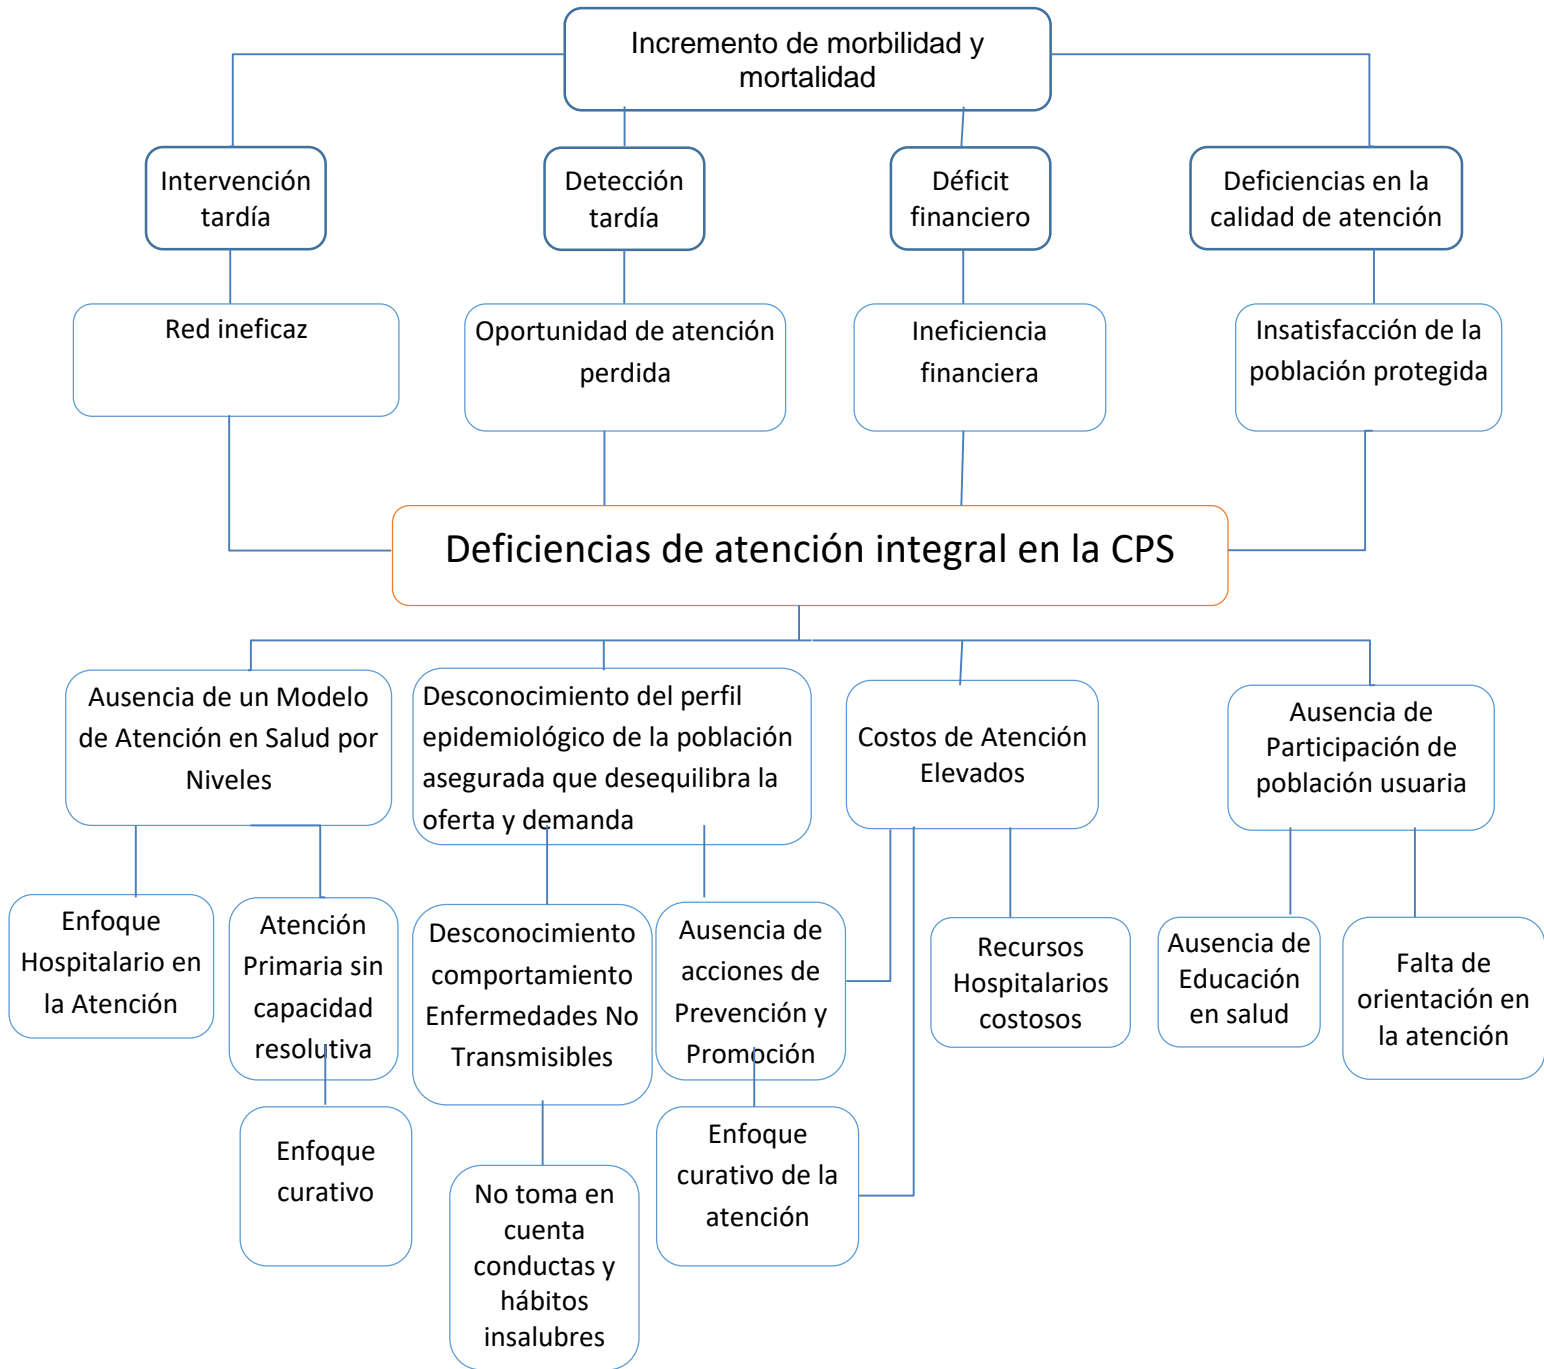 Incremento de morbilidad y
mortalidad
Intervención
tardía
Detección
tardía
Déficit
financiero
Deficiencias en la
calidad de atención
Red ineficaz
Oportunidad de atención
perdida
Ineficiencia
financiera
Insatisfacción de la
población protegida
Deficiencias de atención integral en la CPS
Ausencia de un Modelo
de Atención en Salud por
Niveles
Desconocimiento del perfil
epidemiológico de la población
asegurada que desequilibra la
oferta y demanda
Costos de Atención
Elevados
Ausencia de
Participación de
población usuaria
Enfoque
Hospitalario en
la Atención
Atención
Primaria sin
capacidad
resolutiva
Desconocimiento
comportamiento
Enfermedades No
Transmisibles
Ausencia de
acciones de
Prevención y
Promoción
Recursos
Hospitalarios
costosos
Ausencia de
Educación
en salud
Falta de
orientación en
la atención
Enfoque
curativo
No toma en
cuenta
conductas y
hábitos
insalubres
Enfoque
curativo de la
atención